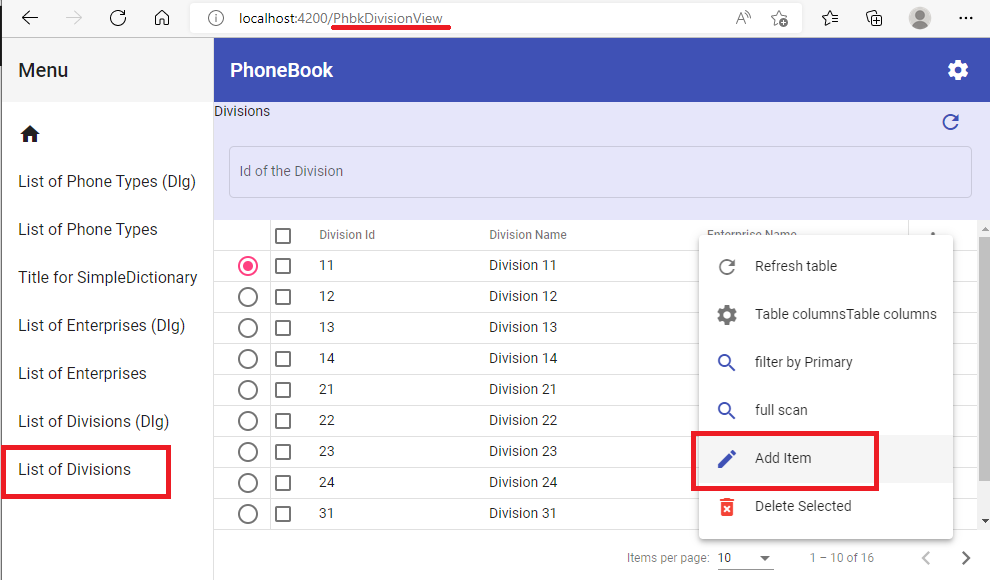 localhost:4200/PhbkDivisionView
Menu
List of Phone Types (Dlg)
List of Phone Types
Title for SimpleDictionary
List of Enterprises (Dlg)
List of Enterprises
List of Divisions (Dlg)
List of Divisions
PhoneBook
Divisions
Id of the Division
Division Id Division Name Enterprise Name
11 Division 11
12 Division 12
13 Division 13
14 Division 14
21 Division 21
22 Division 22
23 Division 23
24 Division 24
31 Division 31
Refresh table
Table columnsTable columns
filter by Primary
full scan
Add Item
Delete Selected
Items per page: 10 1 – 10 of 16